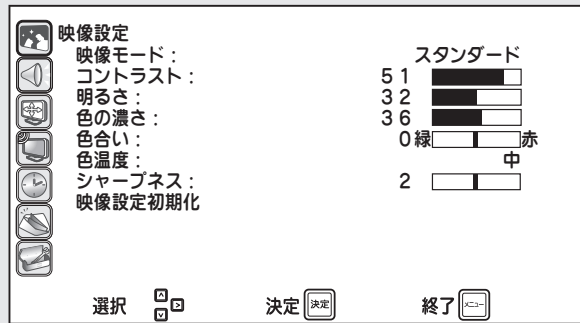 映像設定
映像モード： スタンダード
コントラスト： 51
明るさ： 32
色の濃さ： 36
色合い： 0 緑 赤
色温度： 中
シャープネス： 2
映像設定初期化
選択 決定 決定 終了 メニュー